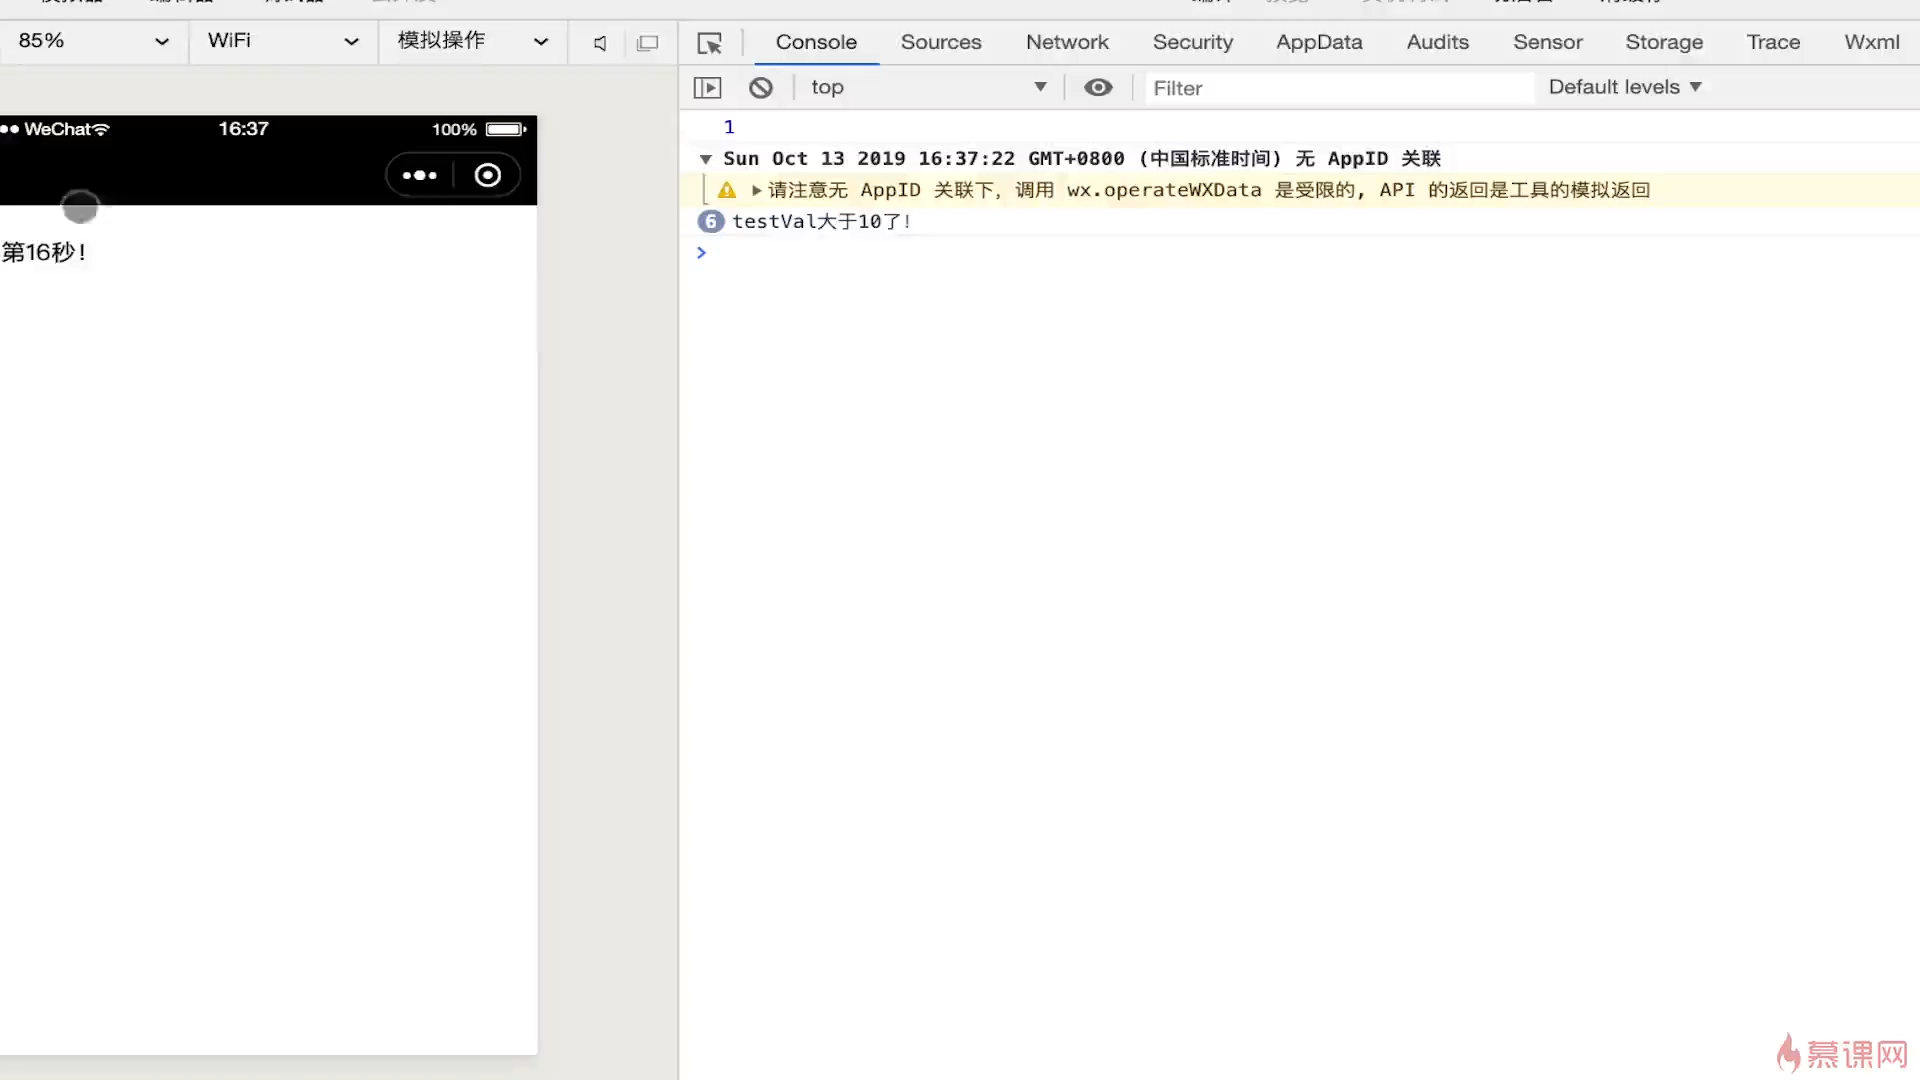 85%
WiFi
模拟操作
Console
Sources
Network
Security
AppData
Audits
Sensor
Storage
Trace
Wxml
top
Filter
Default levels
WeChat
16:37
100%
第16秒!
1
Sun Oct 13 2019 16:37:22 GMT+0800 (中国标准时间) 无 AppID 关联
请注意无 AppID 关联下，调用 wx.operateWXData 是受限的, API 的返回是工具的模拟返回
6 testVal大于10了!
慕课网